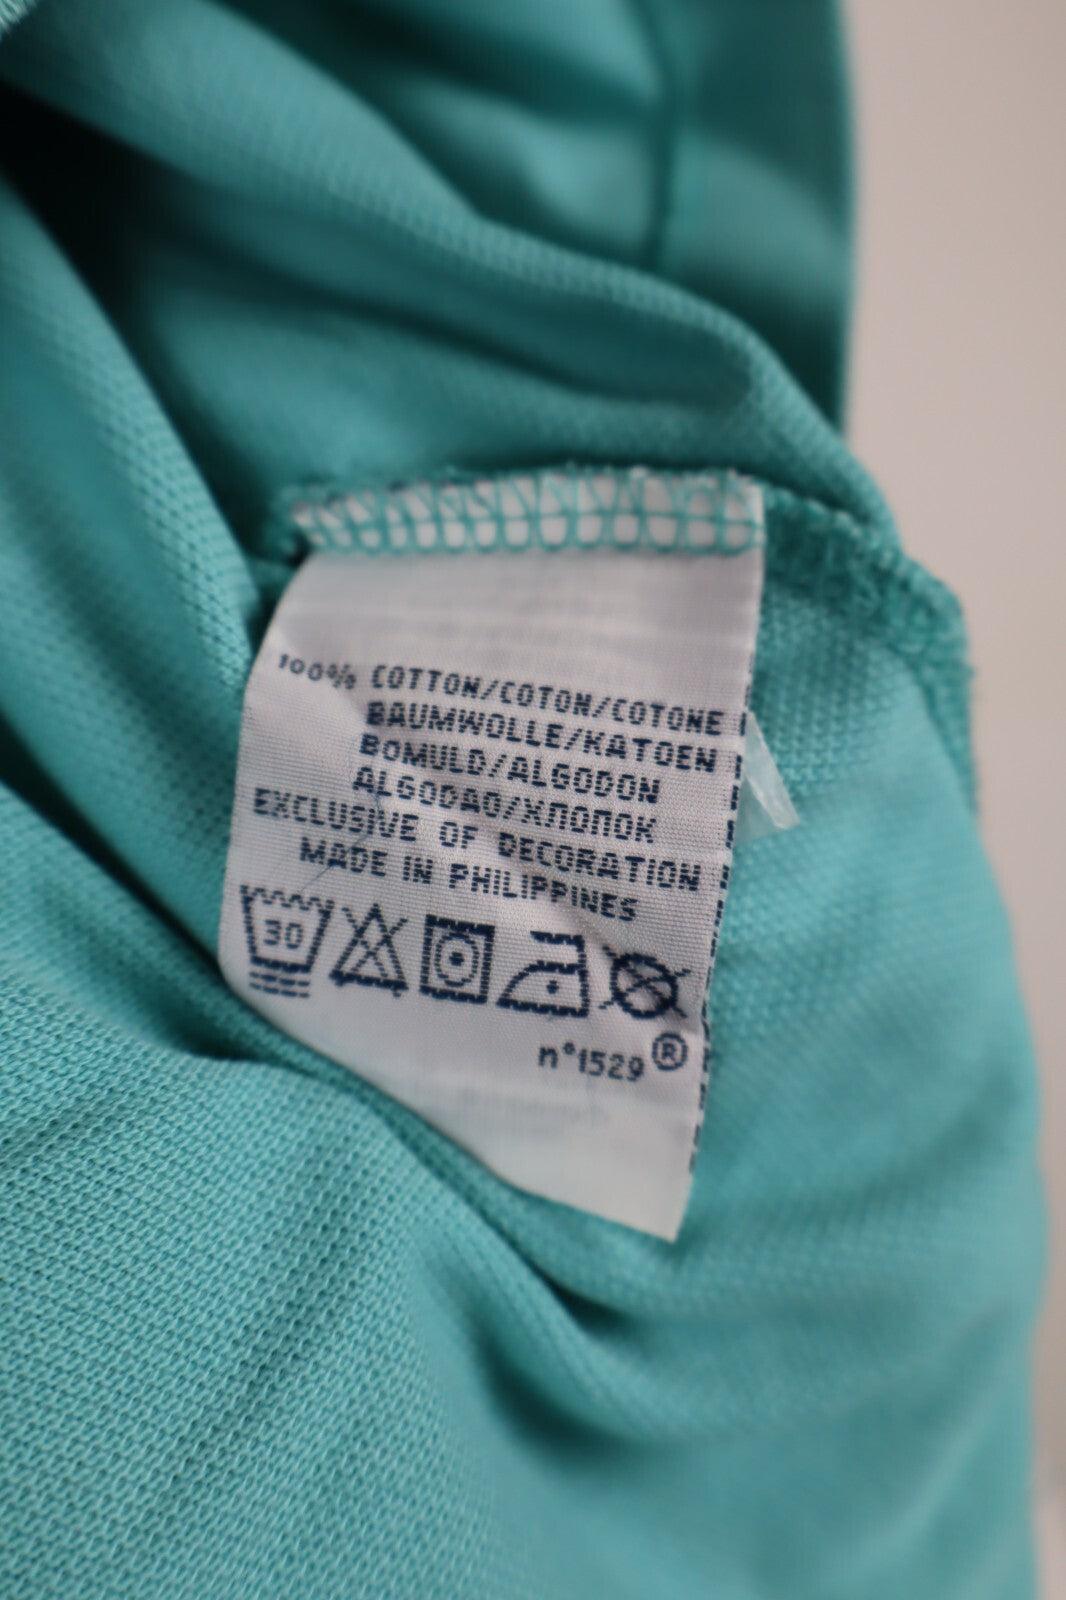 100% COTTON/COTON/COTONE
BAUMWOLLE/KATOEN
BOMULD/ALGODON
ALGODAO/ХЛОПОК
EXCLUSIVE OF DECORATION
MADE IN PHILIPPINES
30
n°1529 ®